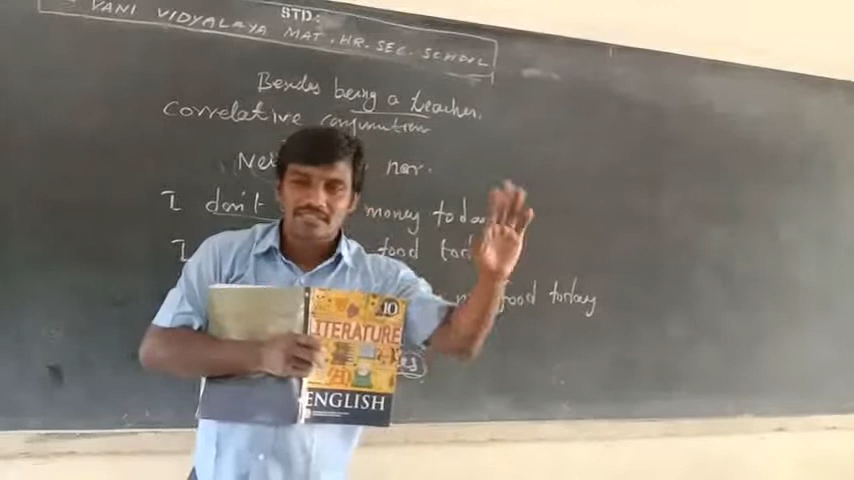 STD:
VANI VIDYALAYA MAT. HR. SEC. SCHOOL
Besides being a teacher,
Correlative conjunction
nor.
I don't money today
I food today
food today
10
LITERATURE
ENGLISH